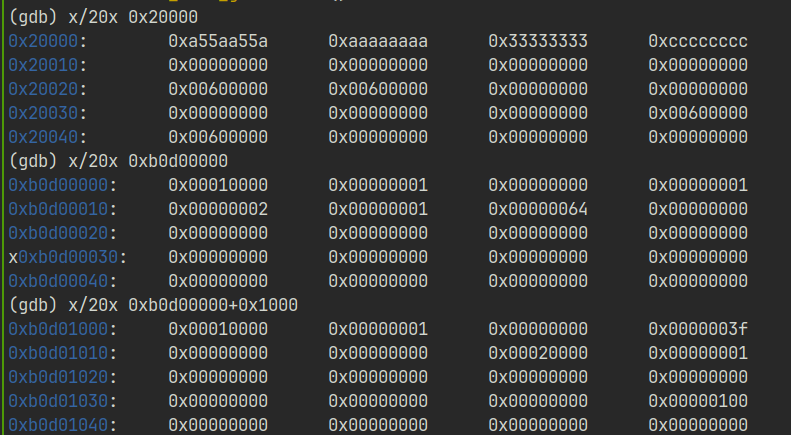 (gdb) x/20x 0x20000
0x20000: 0xa55aa55a 0xaaaaaaaa 0x33333333 0xcccccccc
0x20010: 0x00000000 0x00000000 0x00000000 0x00000000
0x20020: 0x00600000 0x00600000 0x00000000 0x00000000
0x20030: 0x00000000 0x00000000 0x00000000 0x00600000
0x20040: 0x00600000 0x00000000 0x00000000 0x00000000
(gdb) x/20x 0xb0d00000
0xb0d00000: 0x00010000 0x00000001 0x00000000 0x00000001
0xb0d00010: 0x00000002 0x00000001 0x00000064 0x00000000
0xb0d00020: 0x00000000 0x00000000 0x00000000 0x00000000
x0xb0d00030: 0x00000000 0x00000000 0x00000000 0x00000000
0xb0d00040: 0x00000000 0x00000000 0x00000000 0x00000000
(gdb) x/20x 0xb0d00000+0x1000
0xb0d01000: 0x00010000 0x00000001 0x00000000 0x0000003f
0xb0d01010: 0x00000000 0x00000000 0x00020000 0x00000001
0xb0d01020: 0x00000000 0x00000000 0x00000000 0x00000000
0xb0d01030: 0x00000000 0x00000000 0x00000000 0x00000100
0xb0d01040: 0x00000000 0x00000000 0x00000000 0x00000000